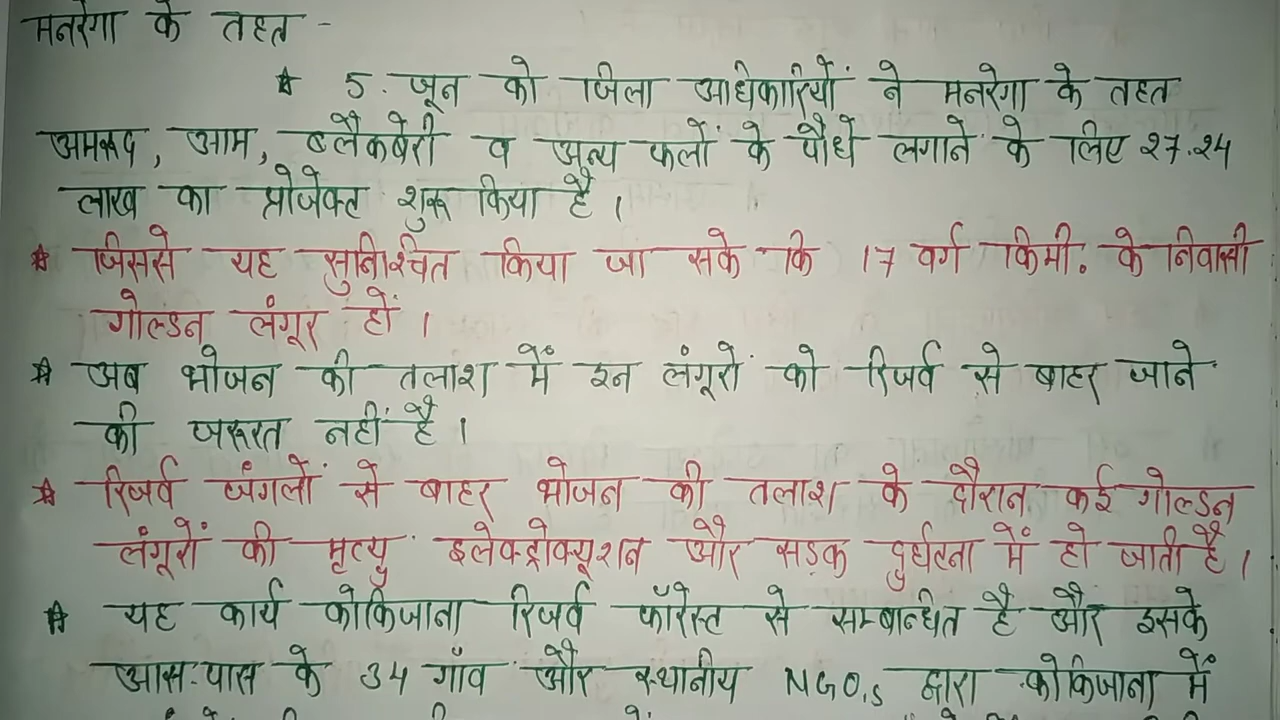 मनरेगा के तहत -
☆ 5. जून को जिला अधिकारियों ने मनरेगा के तहत
अमरूद, आम, ब्लैकबेरी व अन्य फलों के पौधे लगाने के लिए 27.24
लाख का प्रोजेक्ट शुरू किया है।
☆ जिससे यह सुनिश्चित किया जा सके कि 17 वर्ग किमी. के निवासी
गोल्डन लंगूर हों।
☆ अब भोजन की तलाश में इन लंगूरों को रिजर्व से बाहर जाने
की जरूरत नहीं है।
☆ रिजर्व जंगलों से बाहर भोजन की तलाश के दौरान कई गोल्डन
लंगूरों की मृत्यु इलेक्ट्रोक्यूशन और सड़क दुर्घटना में हो जाती है।
☆ यह कार्य कोकिजाना रिजर्व फॉरेस्ट से सम्बन्धित है और इसके
आस-पास के 34 गाँव और स्थानीय NGO,s द्वारा कोकिजाना में